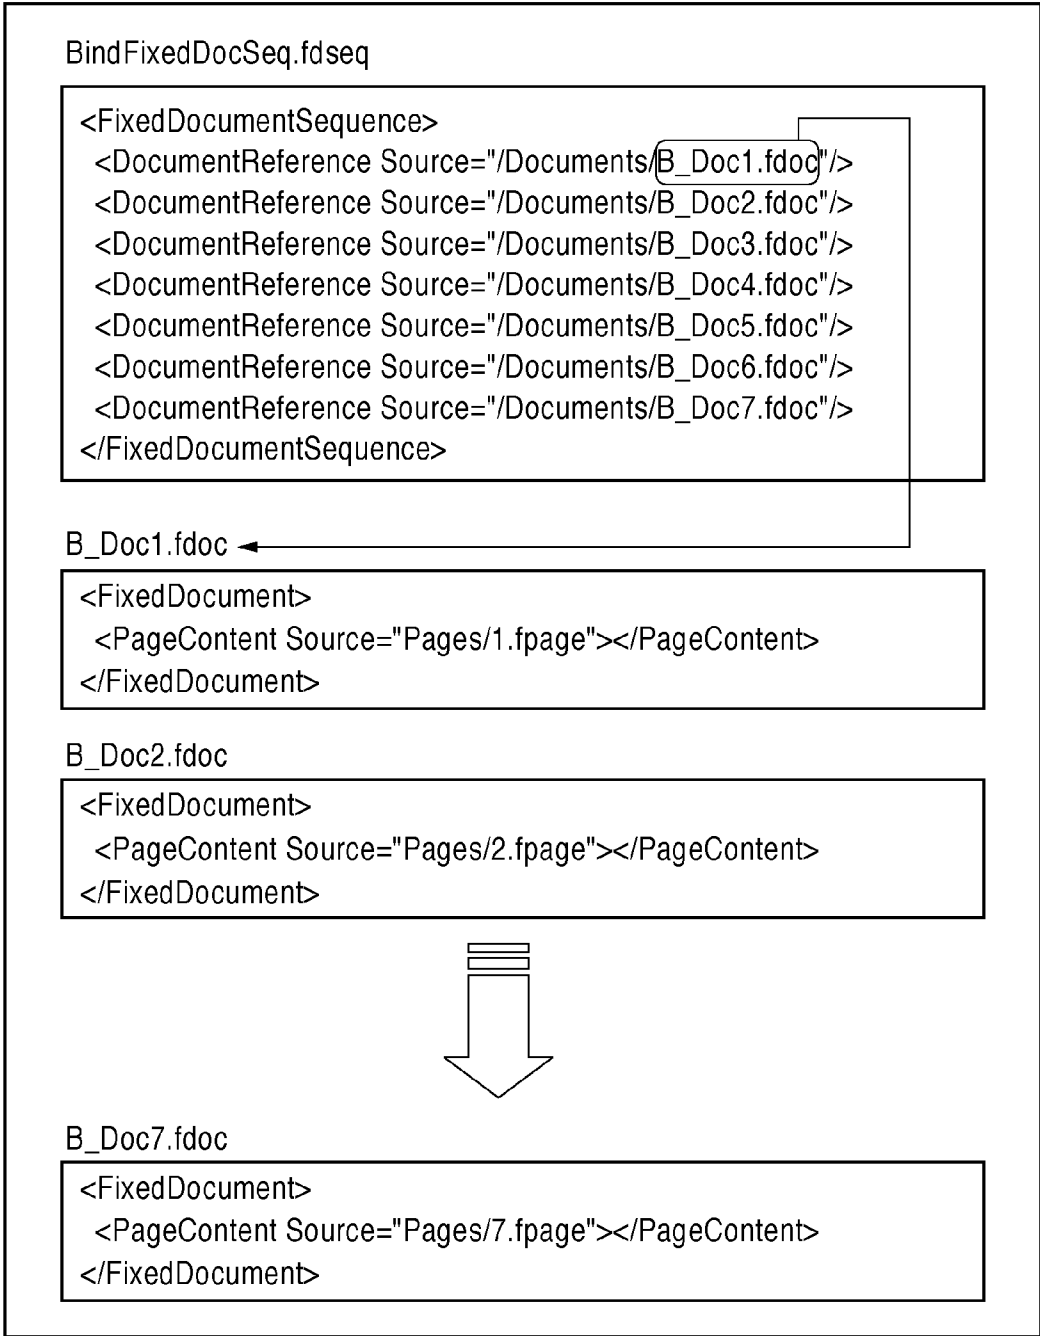 BindFixedDocSeq.fdseq
<FixedDocumentSequence>
<DocumentReference Source="/Documents/B_Doc1.fdoc"/>
<DocumentReference Source="/Documents/B_Doc2.fdoc"/>
<DocumentReference Source="/Documents/B_Doc3.fdoc"/>
<DocumentReference Source="/Documents/B_Doc4.fdoc"/>
<DocumentReference Source="/Documents/B_Doc5.fdoc"/>
<DocumentReference Source="/Documents/B_Doc6.fdoc"/>
<DocumentReference Source="/Documents/B_Doc7.fdoc"/>
</FixedDocumentSequence>
B_Doc1.fdoc
<FixedDocument>
<PageContent Source="Pages/1.fpage"></PageContent>
</FixedDocument>
B_Doc2.fdoc
<FixedDocument>
<PageContent Source="Pages/2.fpage"></PageContent>
</FixedDocument>
B_Doc7.fdoc
<FixedDocument>
<PageContent Source="Pages/7.fpage"></PageContent>
</FixedDocument>